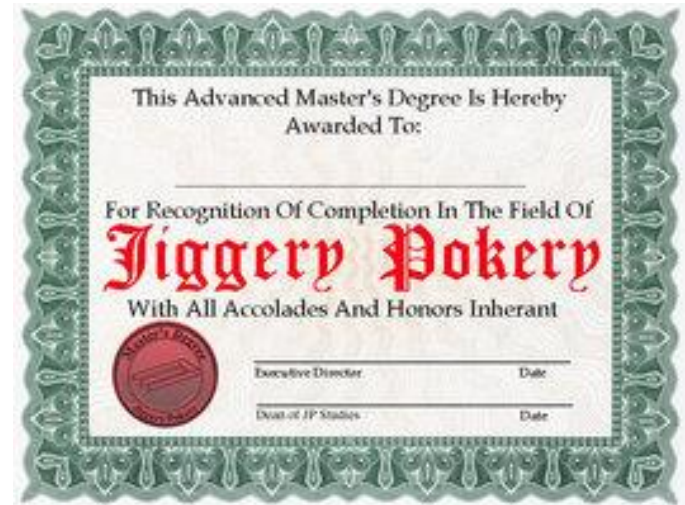 This Advanced Master's Degree Is Hereby
Awarded To:
For Recognition Of Completion In The Field Of
Jiggery Pokery
With All Accolades And Honors Inherant
Master's Degree
Executive Director Date
Dean of JP Studies Date